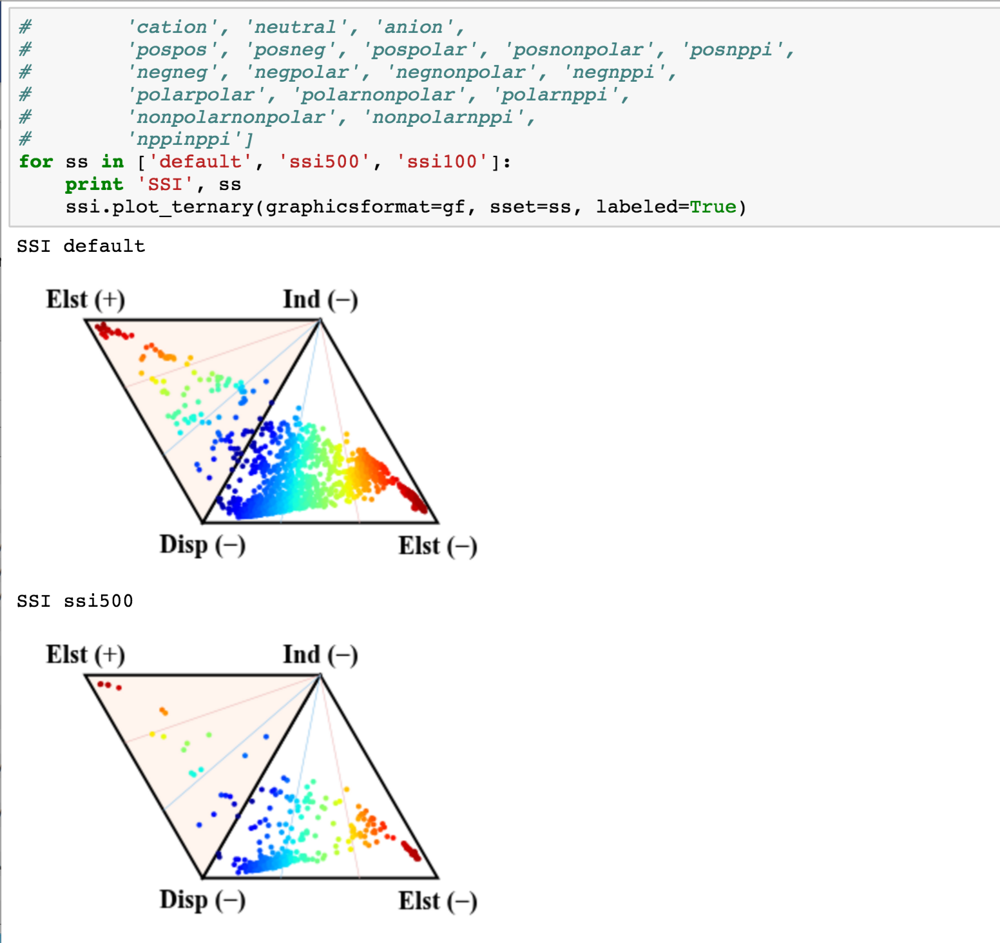 #        'cation', 'neutral', 'anion',
#        'pospos', 'posneg', 'pospolar', 'posnonpolar', 'posnppi',
#        'negneg', 'negpolar', 'negnonpolar', 'negnppi',
#        'polarpolar', 'polarnonpolar', 'polarnppi',
#        'nonpolarnonpolar', 'nonpolarnppi',
#        'nppinppi']
for ss in ['default', 'ssi500', 'ssi100']:
    print 'SSI', ss
    ssi.plot_ternary(graphicsformat=gf, sset=ss, labeled=True)
SSI default
Elst (+) Ind (−)
Disp (−) Elst (−)
SSI ssi500
Elst (+) Ind (−)
Disp (−) Elst (−)